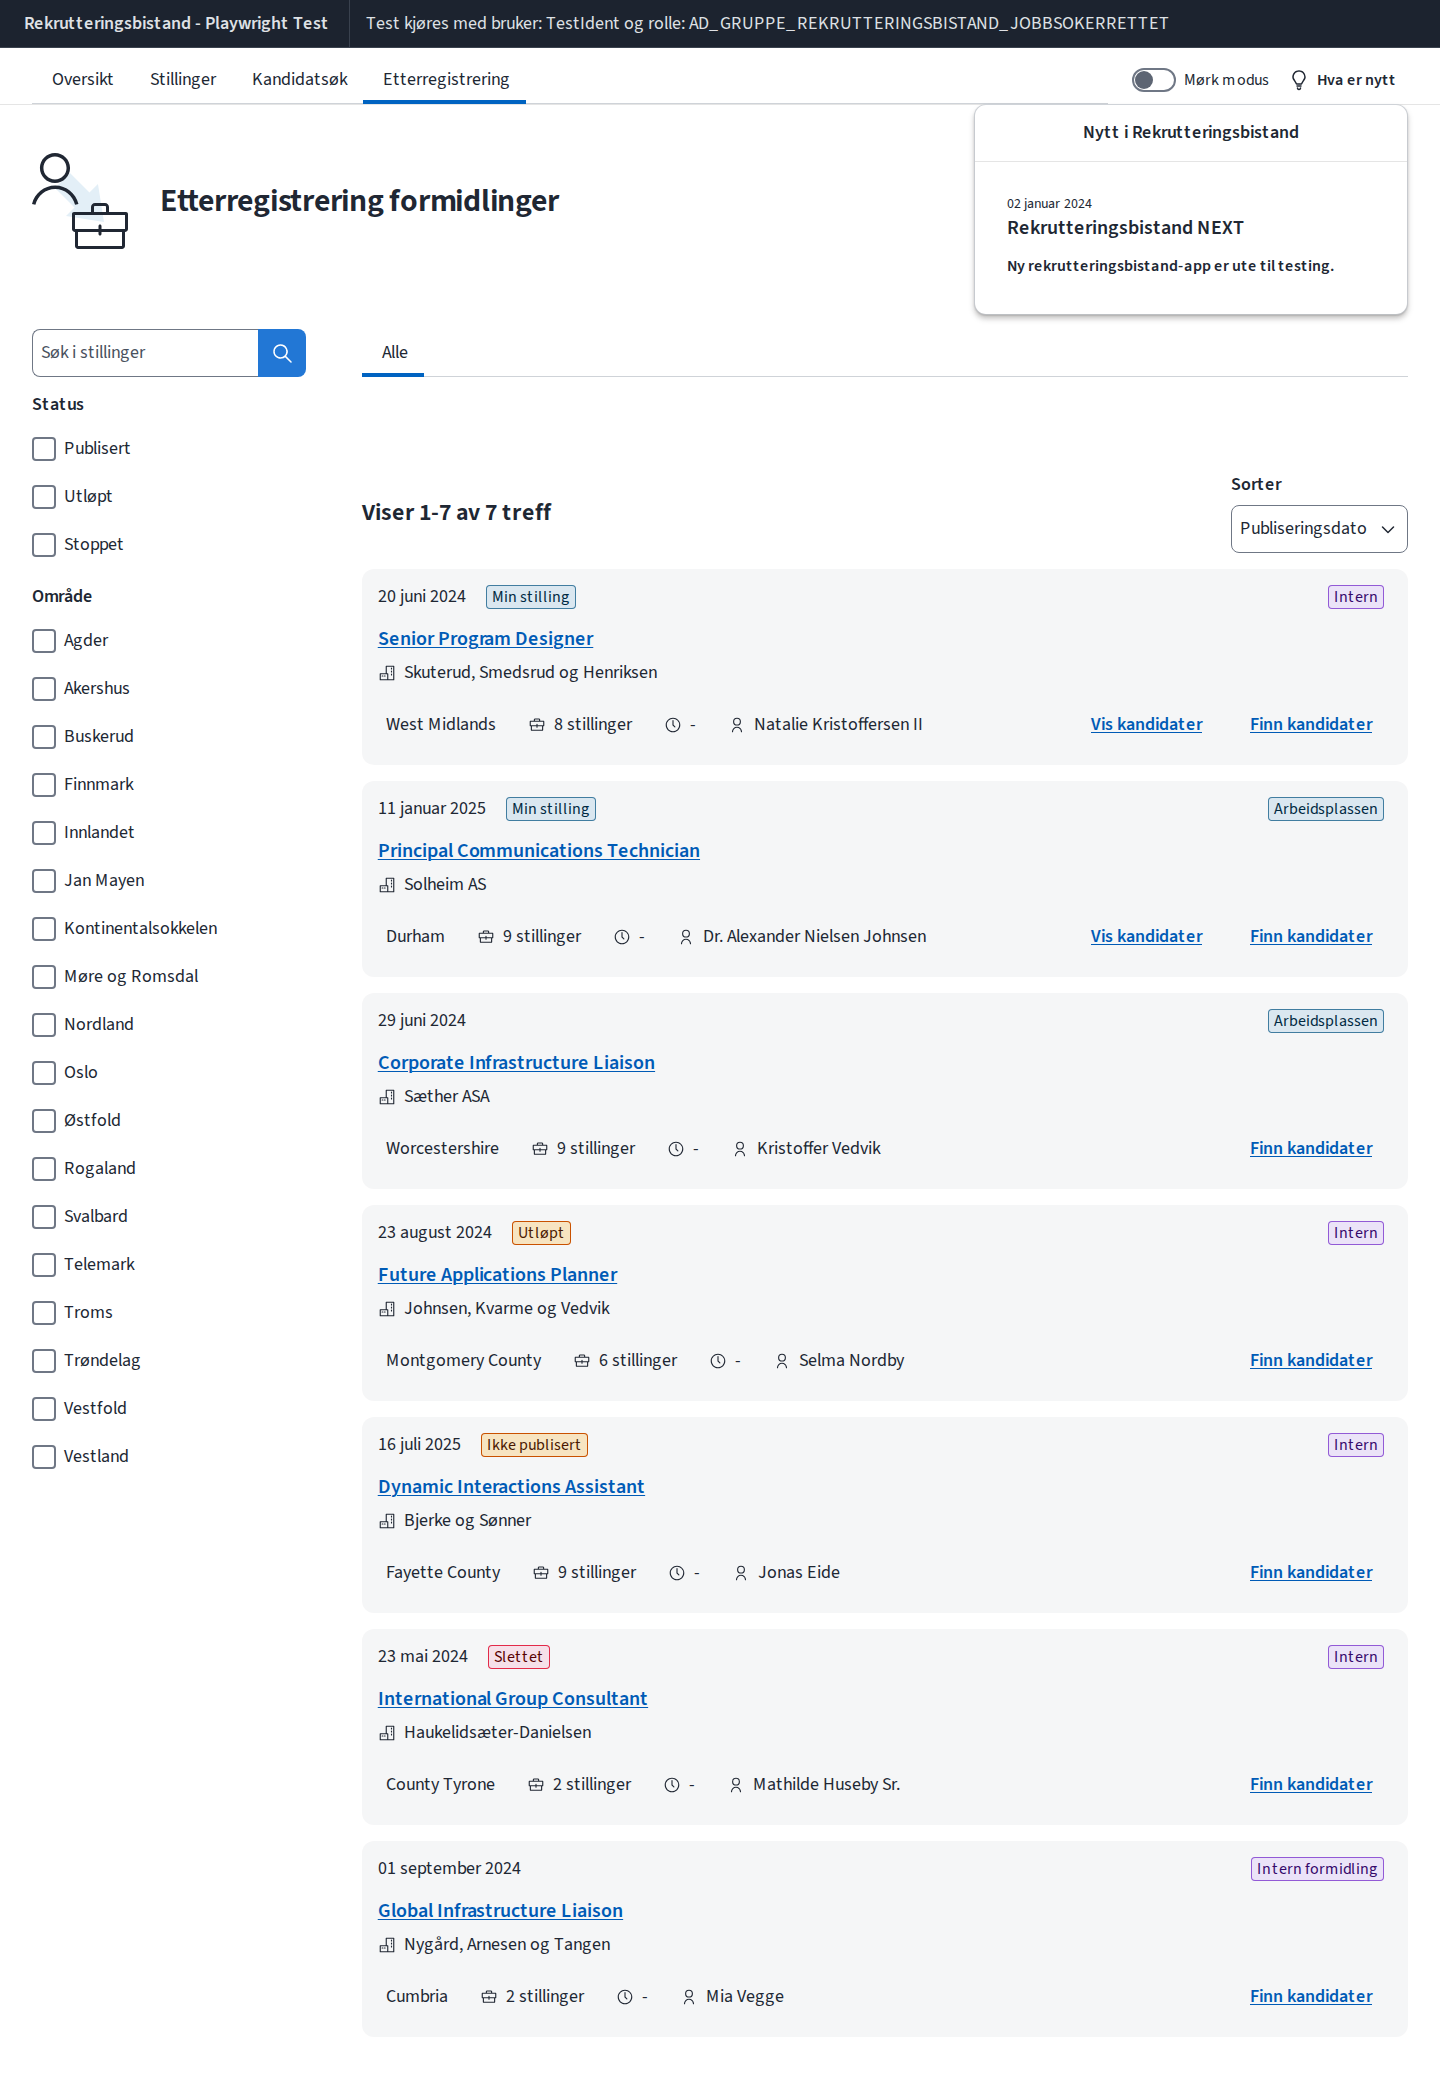 Rekrutteringsbistand - Playwright Test
Test kjøres med bruker: TestIdent og rolle: AD_GRUPPE_REKRUTTERINGSBISTAND_JOBBSOKERRETTET
Oversikt
Stillinger
Kandidatsøk
Etterregistrering
Mørk modus
Hva er nytt
Nytt i Rekrutteringsbistand
02 januar 2024
Rekrutteringsbistand NEXT
Ny rekrutteringsbistand-app er ute til testing.
Etterregistrering formidlinger
Søk i stillinger
Status
Publisert
Utløpt
Stoppet
Område
Agder
Akershus
Buskerud
Finnmark
Innlandet
Jan Mayen
Kontinentalsokkelen
Møre og Romsdal
Nordland
Oslo
Østfold
Rogaland
Svalbard
Telemark
Troms
Trøndelag
Vestfold
Vestland
Alle
Viser 1-7 av 7 treff
Sorter
Publiseringsdato
20 juni 2024 Min stilling Intern
Senior Program Designer
Skuterud, Smedsrud og Henriksen
West Midlands 8 stillinger - Natalie Kristoffersen II Vis kandidater Finn kandidater
11 januar 2025 Min stilling Arbeidsplassen
Principal Communications Technician
Solheim AS
Durham 9 stillinger - Dr. Alexander Nielsen Johnsen Vis kandidater Finn kandidater
29 juni 2024 Arbeidsplassen
Corporate Infrastructure Liaison
Sæther ASA
Worcestershire 9 stillinger - Kristoffer Vedvik Finn kandidater
23 august 2024 Utløpt Intern
Future Applications Planner
Johnsen, Kvarme og Vedvik
Montgomery County 6 stillinger - Selma Nordby Finn kandidater
16 juli 2025 Ikke publisert Intern
Dynamic Interactions Assistant
Bjerke og Sønner
Fayette County 9 stillinger - Jonas Eide Finn kandidater
23 mai 2024 Slettet Intern
International Group Consultant
Haukelidsæter-Danielsen
County Tyrone 2 stillinger - Mathilde Huseby Sr. Finn kandidater
01 september 2024 Intern formidling
Global Infrastructure Liaison
Nygård, Arnesen og Tangen
Cumbria 2 stillinger - Mia Vegge Finn kandidater